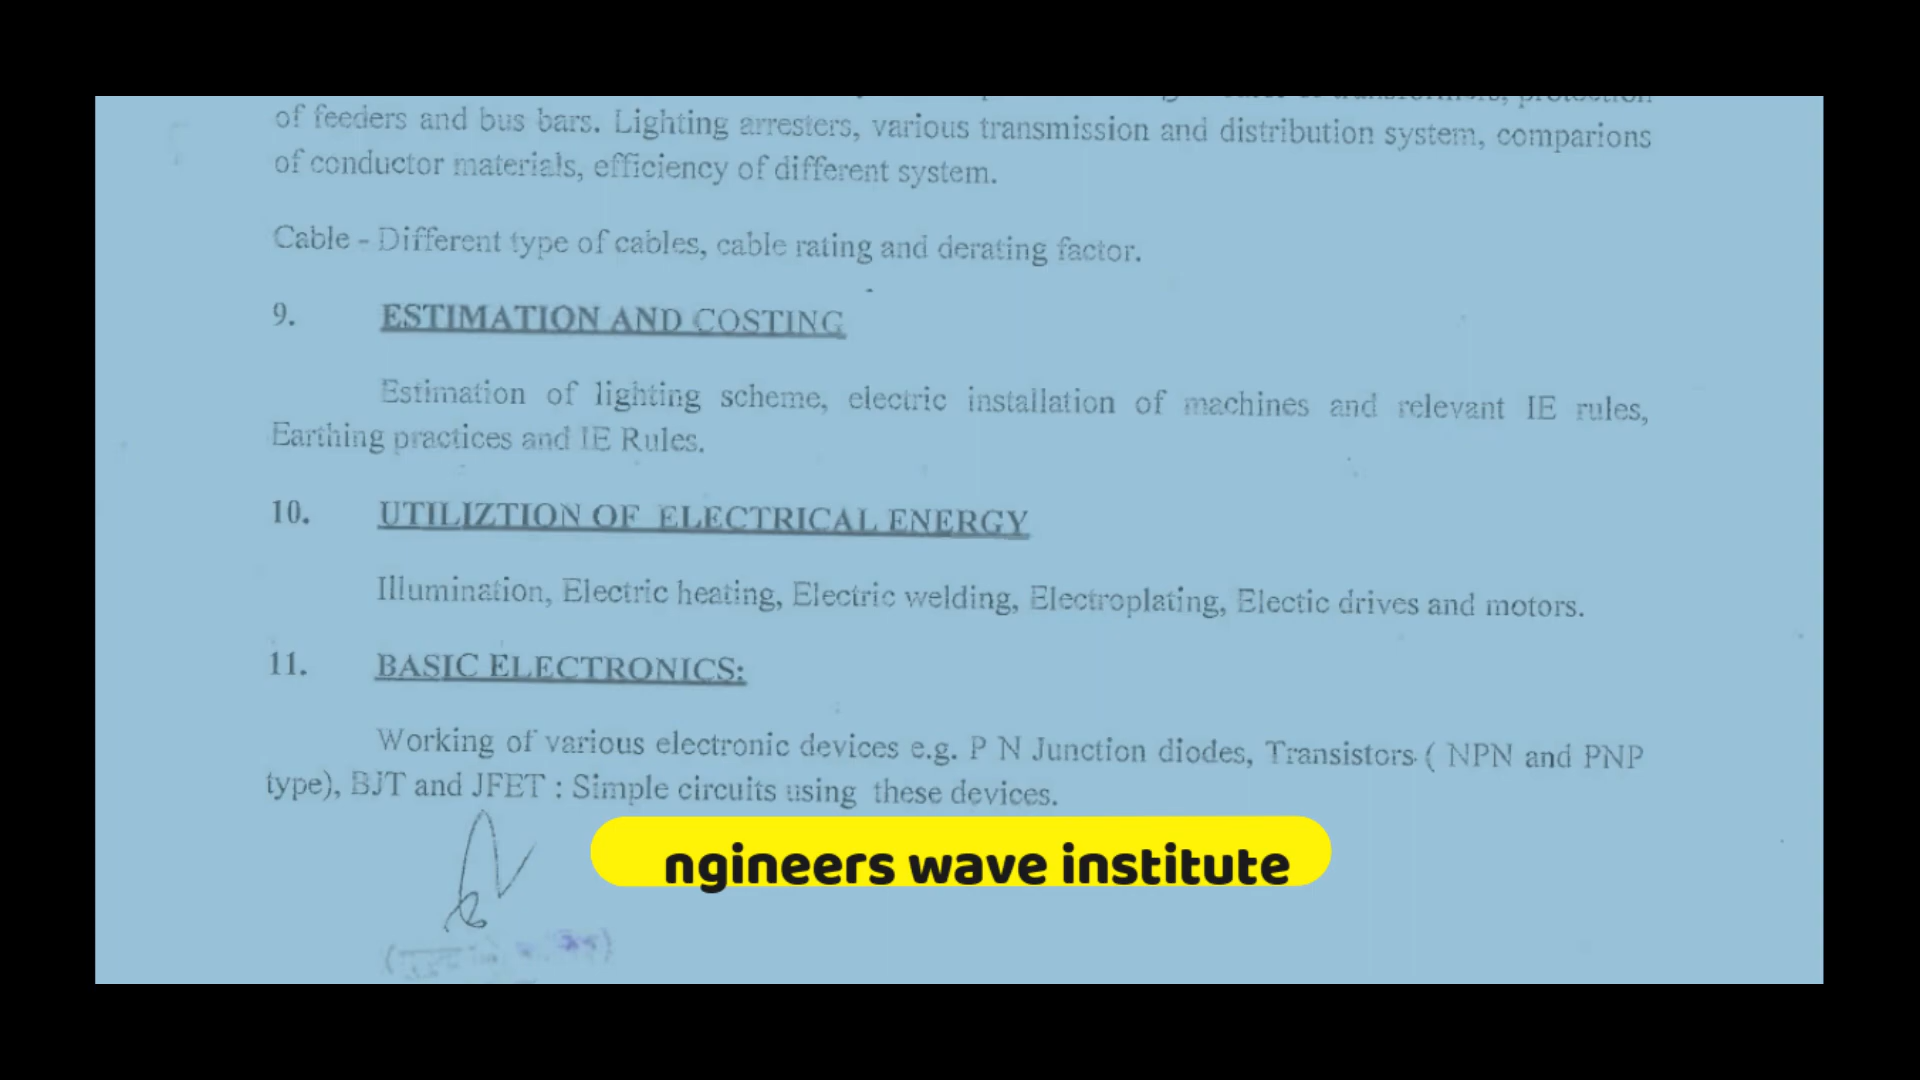 transformers, protection
of feeders and bus bars. Lighting arresters, various transmission and distribution system, comparions
of conductor materials, efficiency of different system.
Cable - Different type of cables, cable rating and derating factor.
9. ESTIMATION AND COSTING
Estimation of lighting scheme, electric installation of machines and relevant IE rules,
Earthing practices and IE Rules.
10. UTILIZTION OF ELECTRICAL ENERGY
Illumination, Electric heating, Electric welding, Electroplating, Electic drives and motors.
11. BASIC ELECTRONICS:
Working of various electronic devices e.g. P N Junction diodes, Transistors ( NPN and PNP
type), BJT and JFET : Simple circuits using these devices.
ngineers wave institute